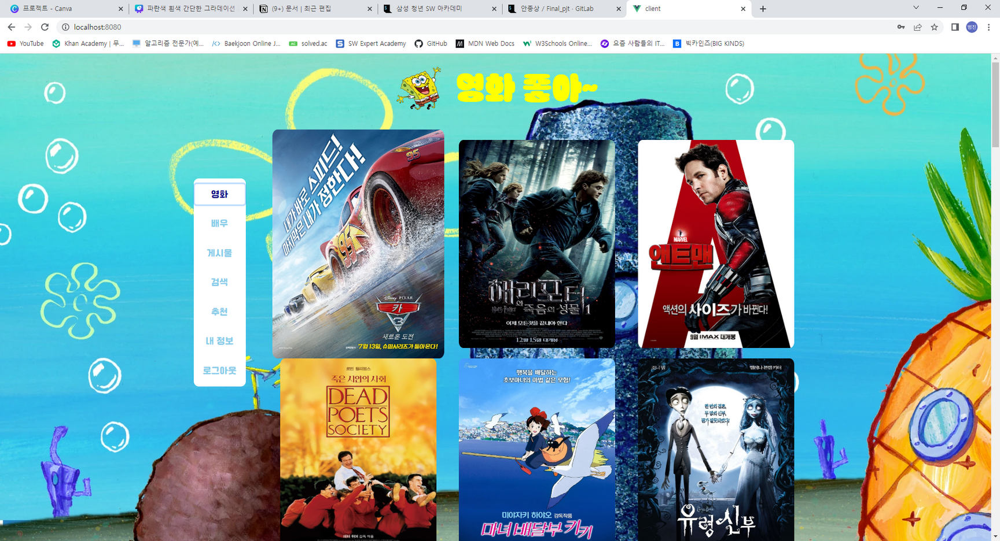 프로젝트 - Canva
파란색 흰색 간단한 그라데이션
(9+) 문서 | 최근 편집
삼성 청년 SW 아카데미
안종상 / Final_pjt · GitLab
client
localhost:8080
범진
YouTube
Khan Academy | 무...
알고리즘 전문가(예...
Baekjoon Online J...
solved.ac
SW Expert Academy
GitHub
MDN Web Docs
W3Schools Online...
요즘 사람들의 IT...
빅카인즈(BIG KINDS)
영화 좋아~
영화
배우
게시물
검색
추천
내 정보
로그아웃
내가 바로 스피드!
마지막은 내가 정한다!
95
95
Disney PIXAR
카
3
새로운 도전
7월 13일, 슈퍼시리즈가 돌아온다!
해리포터
와
Harry Potter
죽음의 성물 1
이제 모든것을 끝내야 한다
12월 15일 대개봉
MARVEL
앤트맨
액션의 사이즈가 바뀐다!
9월 IMAX 대개봉
로빈 윌리엄스
죽은 시인의 사회
DEAD
POETS
SOCIETY
피터 위어 감독 작품
행복을 배달하는
초보마녀의 마법 같은 모험!
미야자키 하야오 감독작품
마녀 배달부 키키
조니 뎁
헬레나 본햄 카터
한 번의 결혼,
두 명의 신부,
Corpse Bride
유령신부